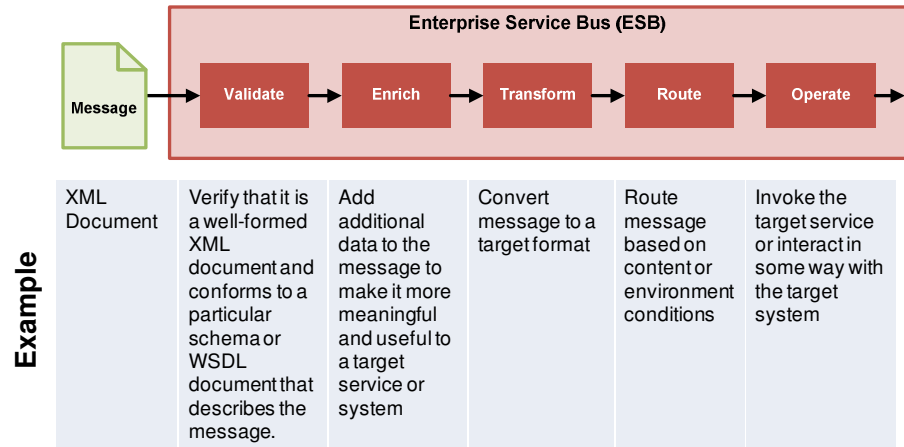 Enterprise Service Bus (ESB)
Message
Validate
Enrich
Transform
Route
Operate
Example
XML
Document
Verify that it is
a well-formed
XML
document and
conforms to a
particular
schema or
WSDL
document that
describes the
message.
Add
additional
data to the
message to
make it more
meaningful
and useful to
a target
service or
system
Convert
message to a
target format
Route
message
based on
content or
environment
conditions
Invoke the
target service
or interact in
some way with
the target
system